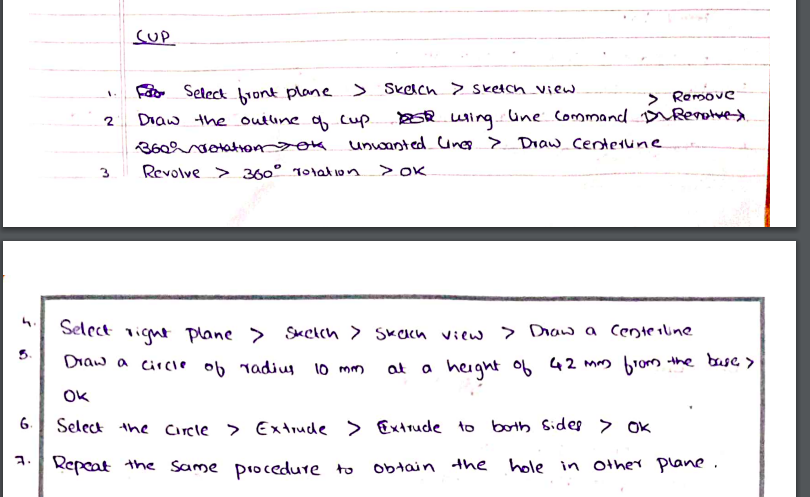 CUP
1. Select front plane > Sketch > sketch view
2 Draw the outline of cup using line command > Remove
unwanted lines > Draw centerline
3 Revolve > 360° rotation > OK
4. Select right plane > Sketch > Sketch view > Draw a Centerline
5. Draw a circle of radius 10 mm at a height of 42 mm from the base >
OK
6. Select the circle > Extrude > Extrude to both sides > OK
7. Repeat the same procedure to obtain the hole in other plane.